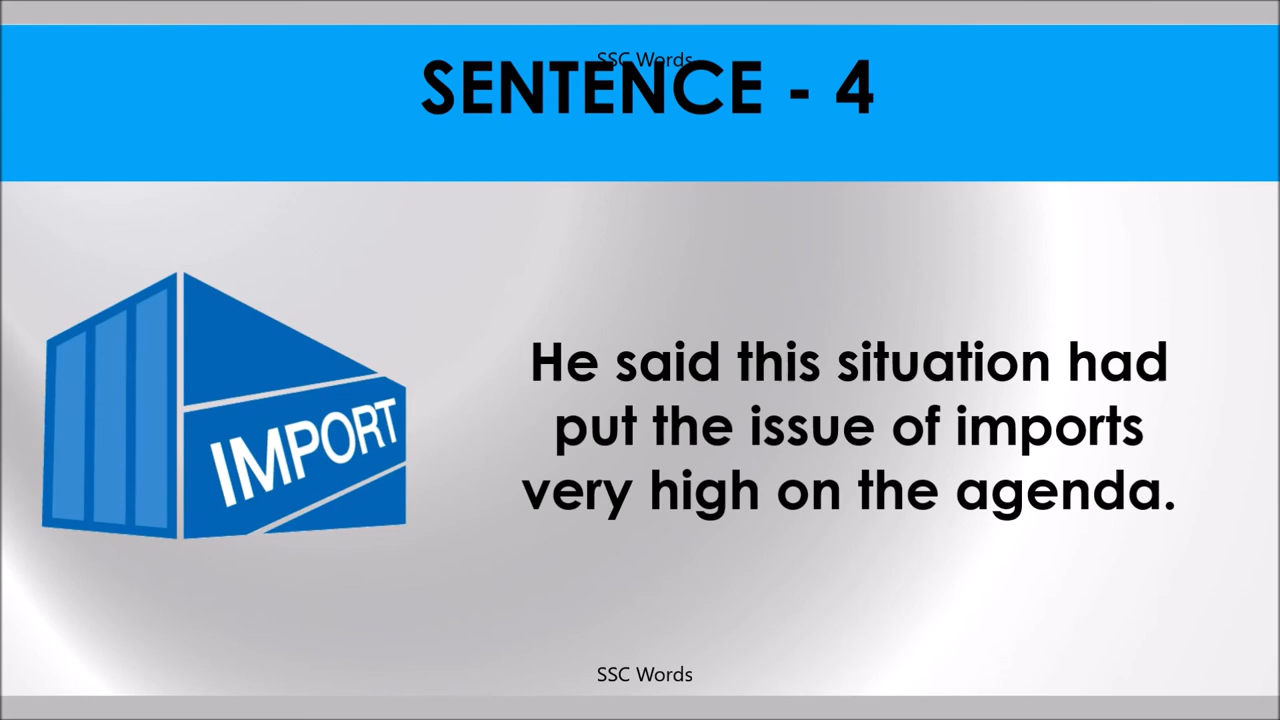 SSC Words
SENTENCE - 4
IMPORT
He said this situation had
put the issue of imports
very high on the agenda.
SSC Words